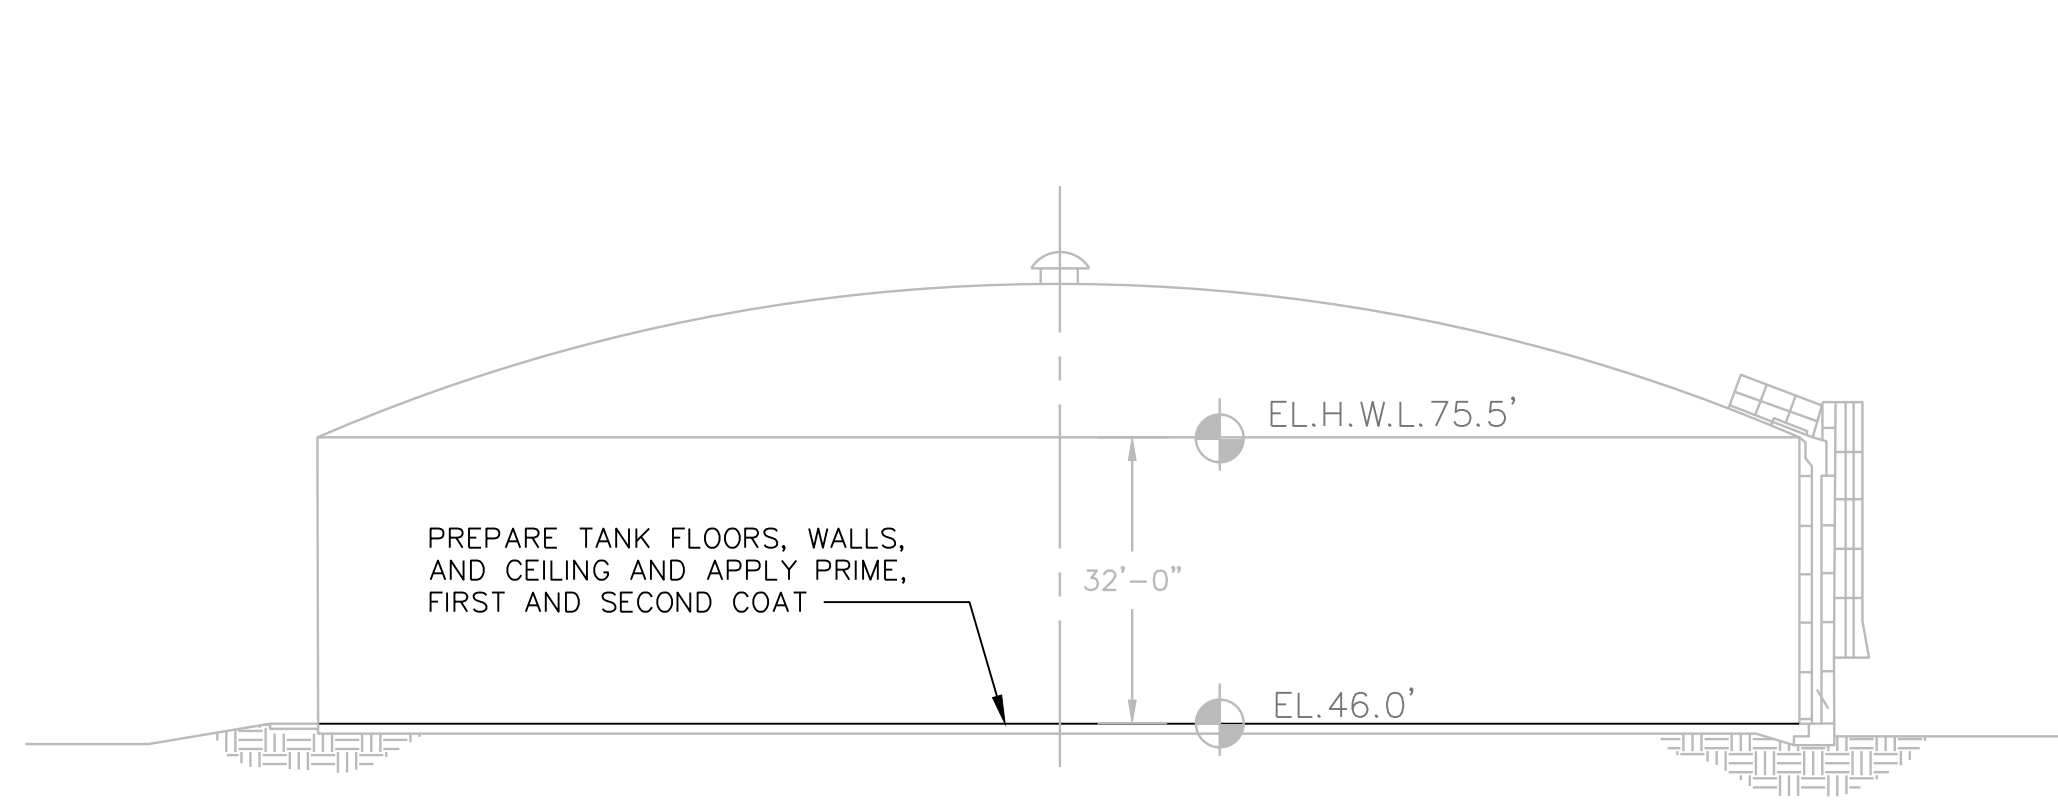 EL.H.W.L.75.5'
PREPARE TANK FLOORS, WALLS,
AND CEILING AND APPLY PRIME,
FIRST AND SECOND COAT
32'-0"
EL.46.0'